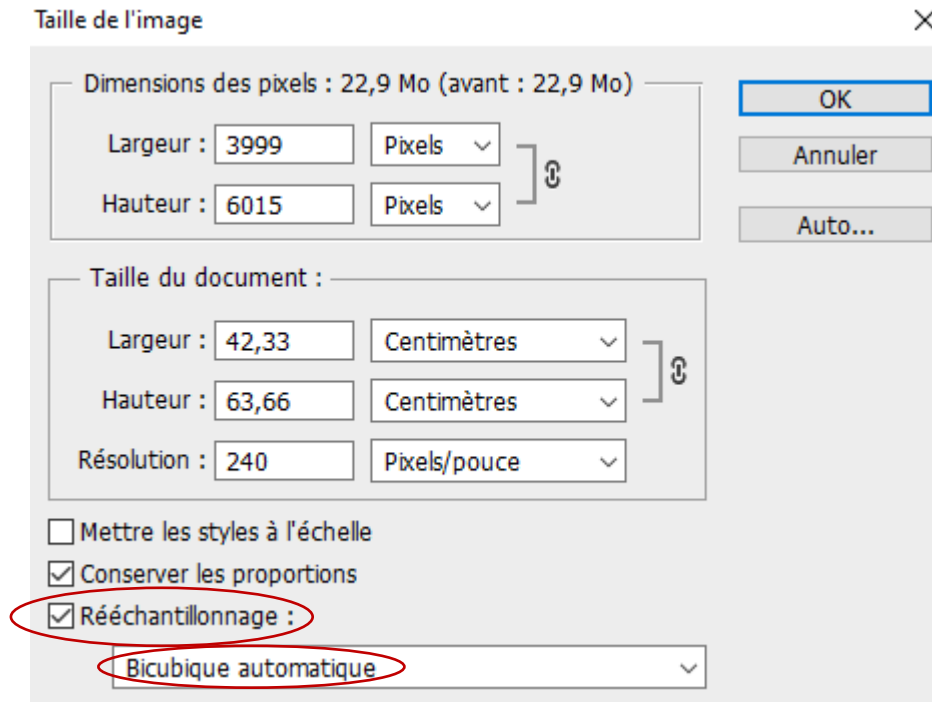 Taille de l'image
Dimensions des pixels : 22,9 Mo (avant : 22,9 Mo)
Largeur : 3999 Pixels
Hauteur : 6015 Pixels
OK
Annuler
Auto...
Taille du document :
Largeur : 42,33 Centimètres
Hauteur : 63,66 Centimètres
Résolution : 240 Pixels/pouce
Mettre les styles à l'échelle
Conserver les proportions
Rééchantillonnage :
Bicubique automatique